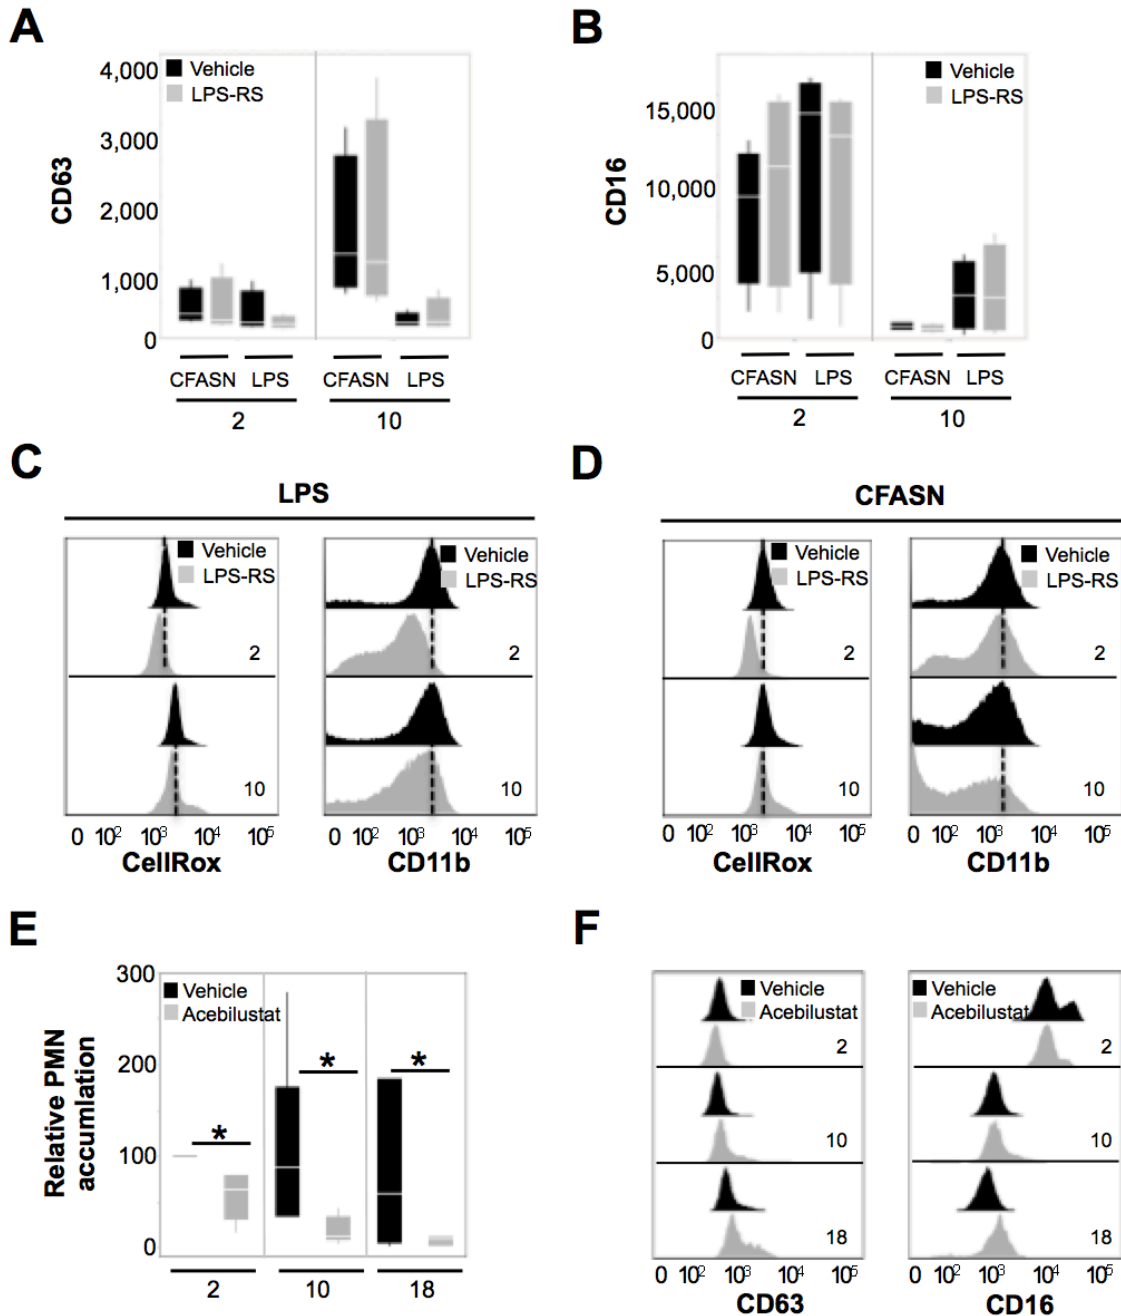 A
CD63
4,000
3,000
2,000
1,000
0
Vehicle
LPS-RS
CFASN LPS
CFASN LPS
2
10
B
CD16
15,000
10,000
5,000
0
Vehicle
LPS-RS
CFASN LPS
CFASN LPS
2
10
C
LPS
Vehicle
LPS-RS
2
10
0 10² 10³ 10⁴ 10⁵
CellRox
Vehicle
LPS-RS
2
10
0 10² 10³ 10⁴ 10⁵
CD11b
D
CFASN
Vehicle
LPS-RS
2
10
0 10² 10³ 10⁴ 10⁵
CellRox
Vehicle
LPS-RS
2
10
0 10² 10³ 10⁴ 10⁵
CD11b
E
Relative PMN
accumlation
300
200
100
0
Vehicle
Acebilustat
*
*
*
2
10
18
F
Vehicle
Acebilustat
2
10
18
0 10² 10³ 10⁴ 10⁵
CD63
Vehicle
Acebilustat
2
10
18
0 10² 10³ 10⁴ 10⁵
CD16